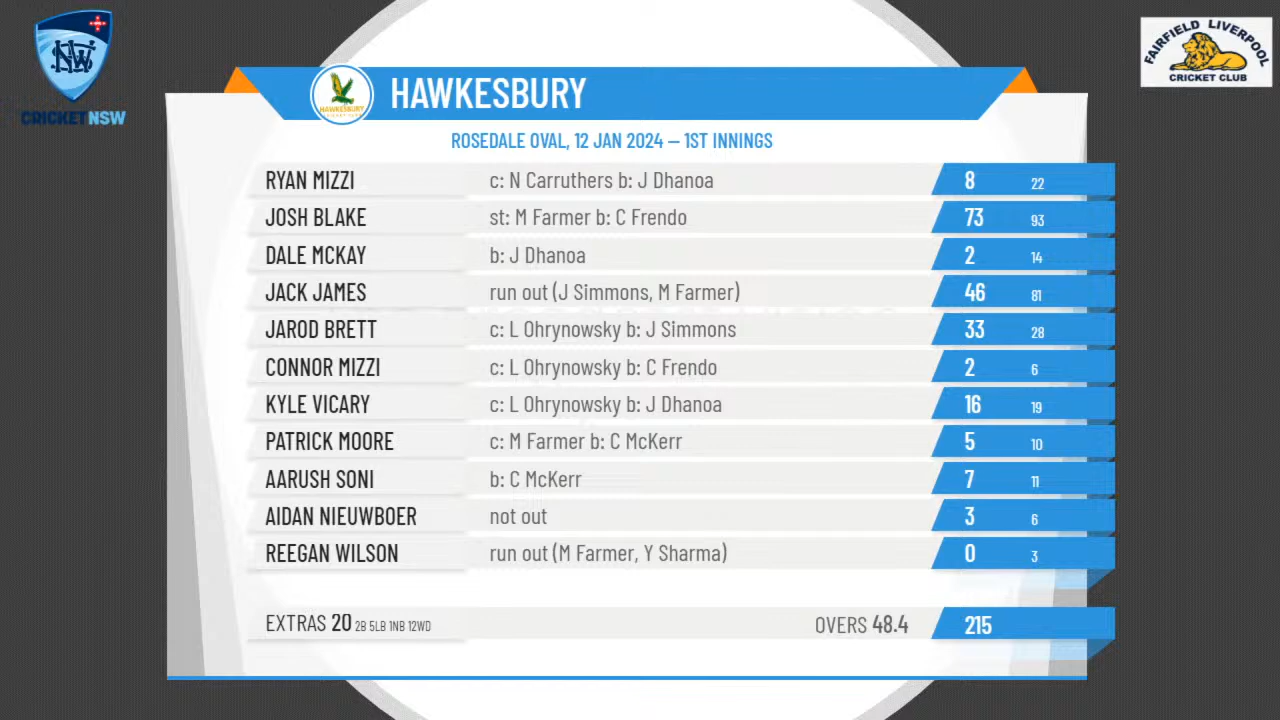 CRICKET NSW
FAIRFIELD LIVERPOOL
CRICKET CLUB
HAWKESBURY
HAWKESBURY
ROSEDALE OVAL, 12 JAN 2024 – 1ST INNINGS
RYAN MIZZI c: N Carruthers b: J Dhanoa 8 22
JOSH BLAKE st: M Farmer b: C Frendo 73 93
DALE MCKAY b: J Dhanoa 2 14
JACK JAMES run out (J Simmons, M Farmer) 46 81
JAROD BRETT c: L Ohrynowsky b: J Simmons 33 28
CONNOR MIZZI c: L Ohrynowsky b: C Frendo 2 6
KYLE VICARY c: L Ohrynowsky b: J Dhanoa 16 19
PATRICK MOORE c: M Farmer b: C McKerr 5 10
AARUSH SONI b: C McKerr 7 11
AIDAN NIEUWBOER not out 3 6
REEGAN WILSON run out (M Farmer, Y Sharma) 0 3
EXTRAS 20 2B 5LB 1NB 12WD OVERS 48.4 215